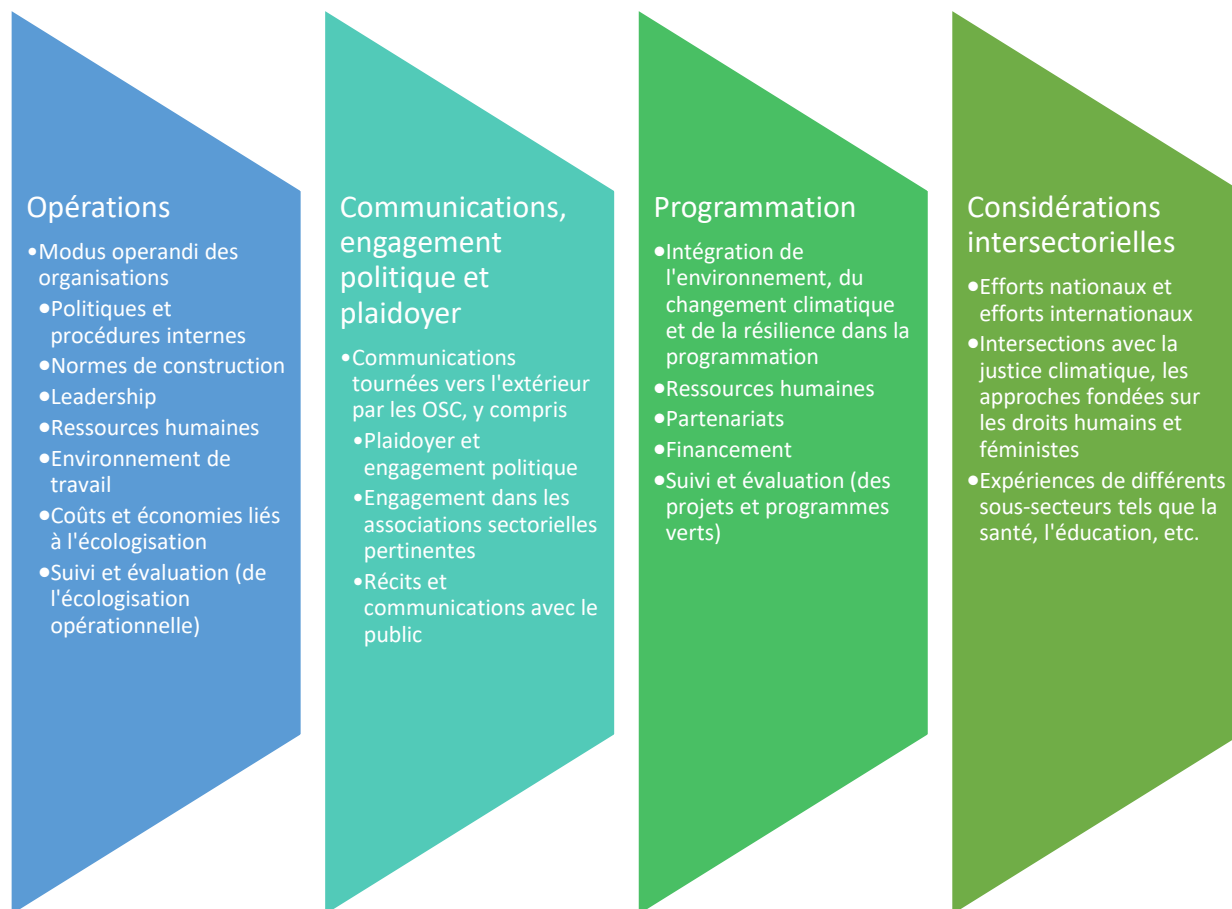 Opérations
•Modus operandi des
organisations
•Politiques et
procédures internes
•Normes de construction
•Leadership
•Ressources humaines
•Environnement de
travail
•Coûts et économies liés
à l'écologisation
•Suivi et évaluation (de
l'écologisation
opérationnelle)
Communications,
engagement
politique et
plaidoyer
•Communications
tournées vers l'extérieur
par les OSC, y compris
•Plaidoyer et
engagement politique
•Engagement dans les
associations sectorielles
pertinentes
•Récits et
communications avec le
public
Programmation
•Intégration de
l'environnement, du
changement climatique
et de la résilience dans la
programmation
•Ressources humaines
•Partenariats
•Financement
•Suivi et évaluation (des
projets et programmes
verts)
Considérations
intersectorielles
•Efforts nationaux et
efforts internationaux
•Intersections avec la
justice climatique, les
approches fondées sur
les droits humains et
féministes
•Expériences de différents
sous-secteurs tels que la
santé, l'éducation, etc.